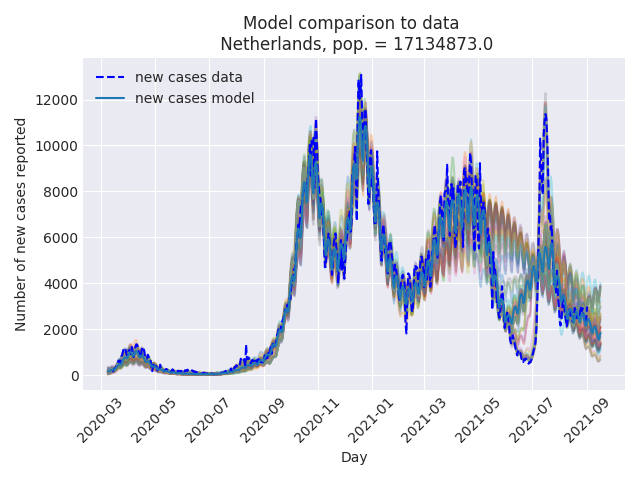 Model comparison to data
Netherlands, pop. = 17134873.0
new cases data
new cases model
Number of new cases reported
12000
10000
8000
6000
4000
2000
0
2020-03
2020-05
2020-07
2020-09
2020-11
2021-01
2021-03
2021-05
2021-07
2021-09
Day